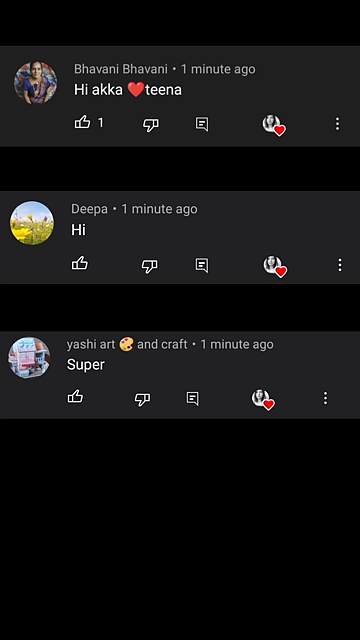 Bhavani Bhavani • 1 minute ago
Hi akka ❤️teena
1
Deepa • 1 minute ago
Hi
yashi art 🎨 and craft • 1 minute ago
Super